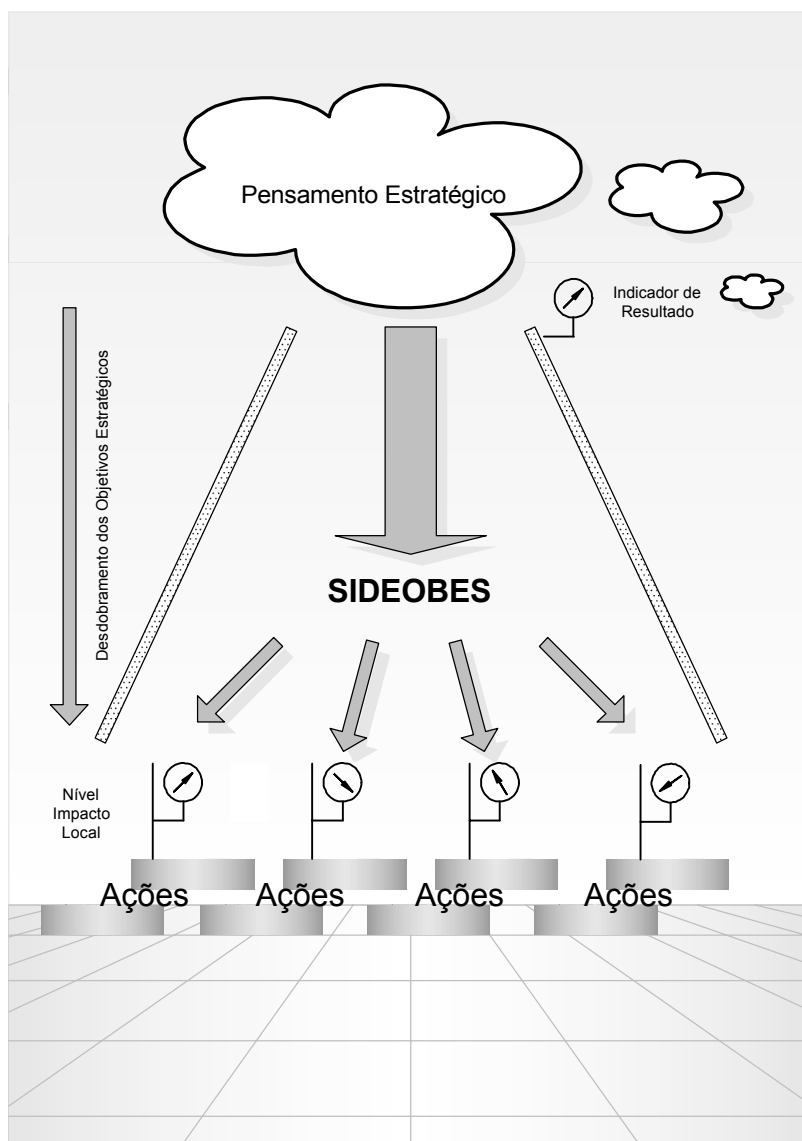 Pensamento Estratégico
Indicador de
Resultado
Desdobramento dos Objetivos Estratégicos
SIDEOBES
Nível
Impacto
Local
Ações
Ações
Ações
Ações